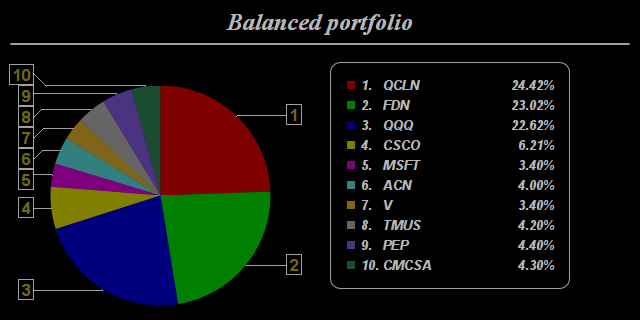 Balanced portfolio
10
9
8
7
6
5
4
3
1
2
1. QCLN 24.42%
2. FDN 23.02%
3. QQQ 22.62%
4. CSCO 6.21%
5. MSFT 3.40%
6. ACN 4.00%
7. V 3.40%
8. TMUS 4.20%
9. PEP 4.40%
10. CMCSA 4.30%